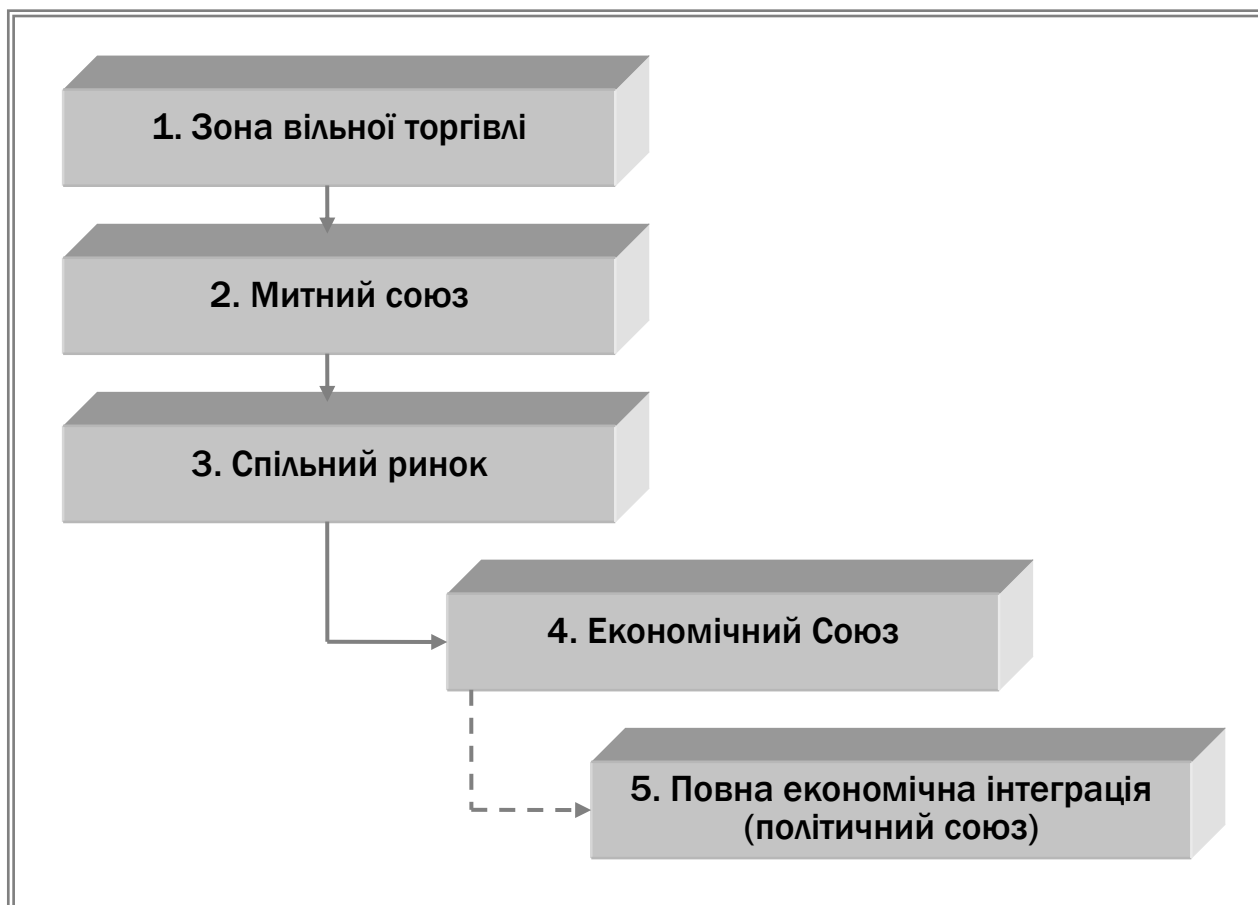 1. Зона вільної торгівлі
2. Митний союз
3. Спільний ринок
4. Економічний Союз
5. Повна економічна інтеграція
(політичний союз)